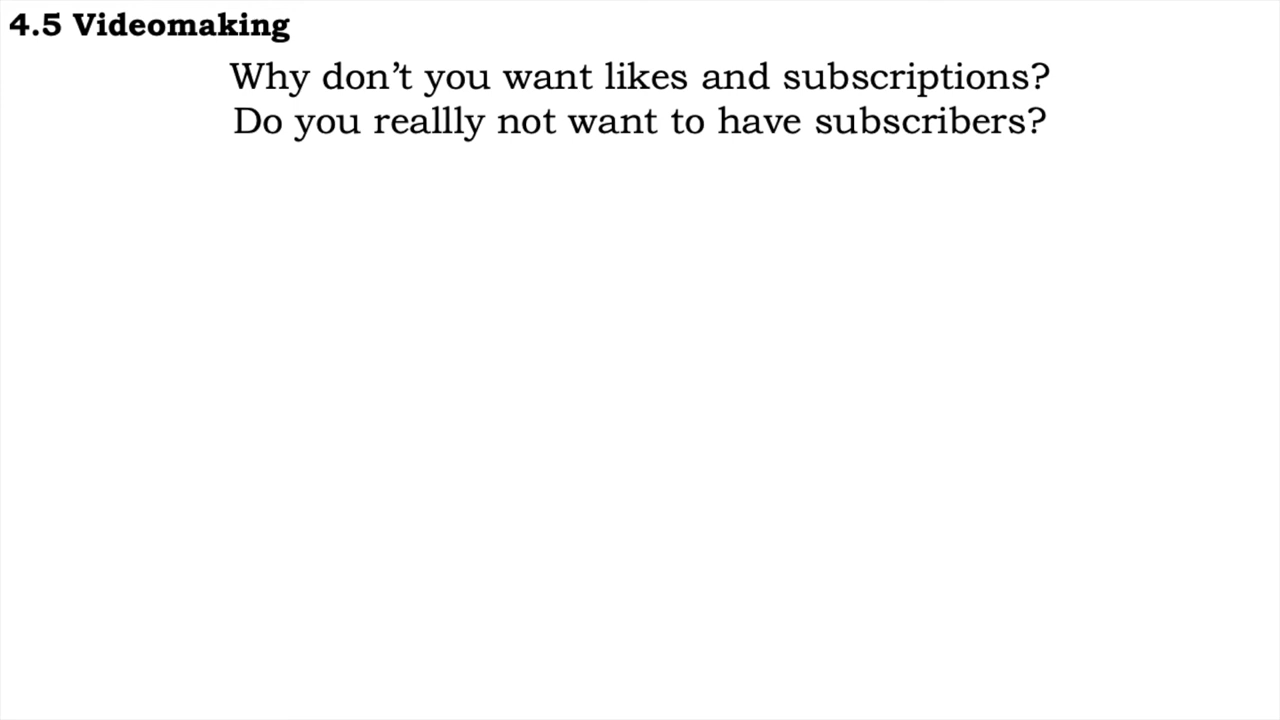 4.5 Videomaking
Why don’t you want likes and subscriptions?
Do you reallly not want to have subscribers?